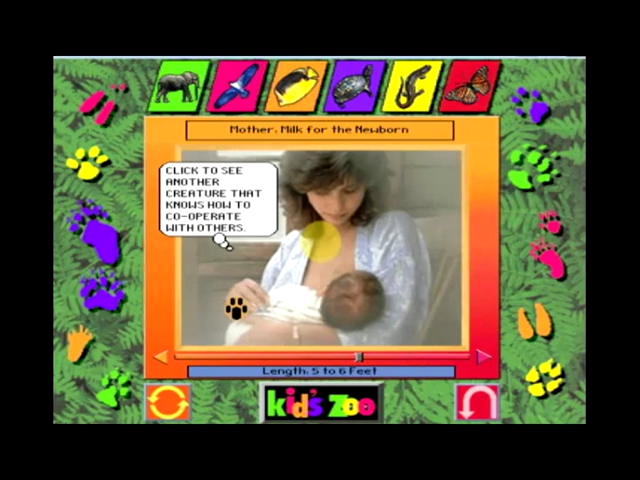 Mother, Milk for the Newborn
CLICK TO SEE
ANOTHER
CREATURE THAT
KNOWS HOW TO
CO-OPERATE
WITH OTHERS.
Length: 5 to 6 Feet
kid's zoo